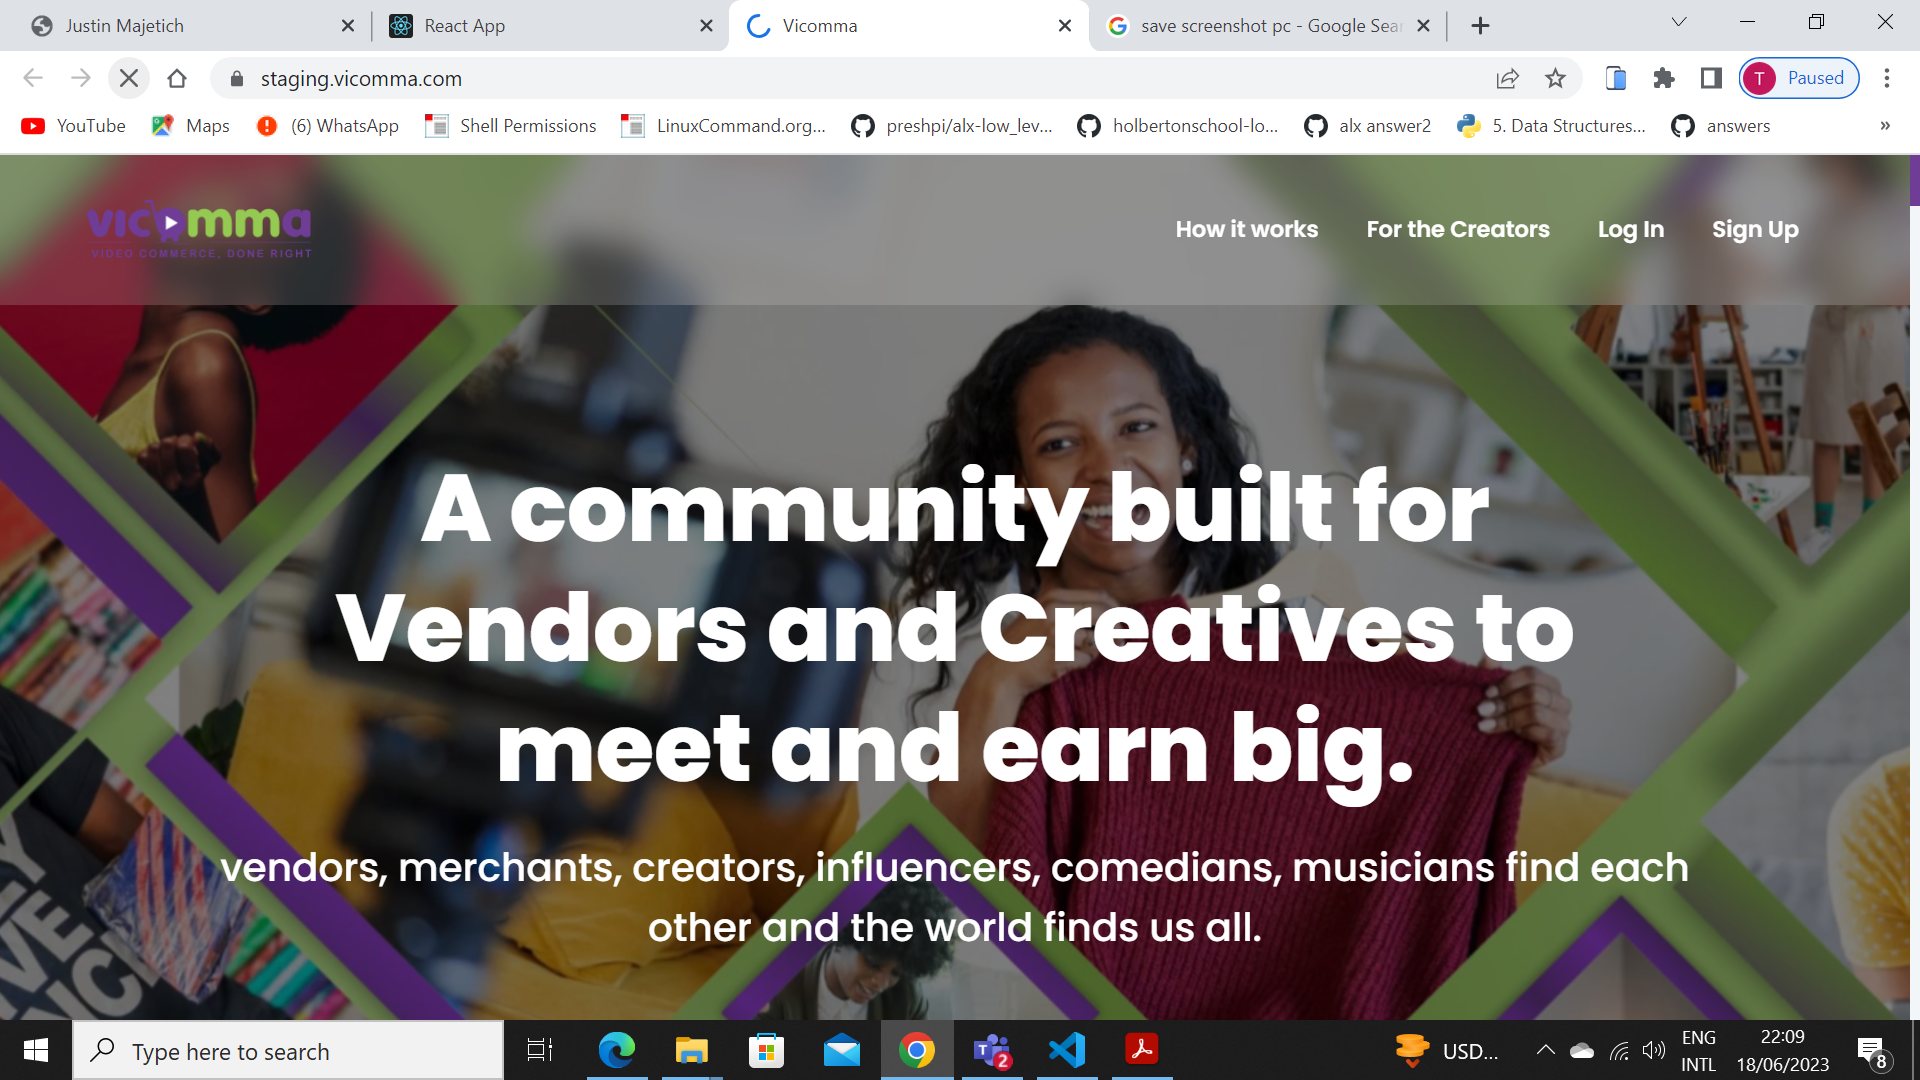 Justin Majetich
React App
Vicomma
save screenshot pc - Google Sear
staging.vicomma.com
T Paused
YouTube
Maps
(6) WhatsApp
Shell Permissions
LinuxCommand.org...
preshpi/alx-low_lev...
holbertonschool-lo...
alx answer2
5. Data Structures...
answers
»
vicomma
VIDEO COMMERCE, DONE RIGHT
How it works
For the Creators
Log In
Sign Up
A community built for
Vendors and Creatives to
meet and earn big.
vendors, merchants, creators, influencers, comedians, musicians find each
other and the world finds us all.
Type here to search
T
2
USD...
ENG
INTL
22:09
18/06/2023
8